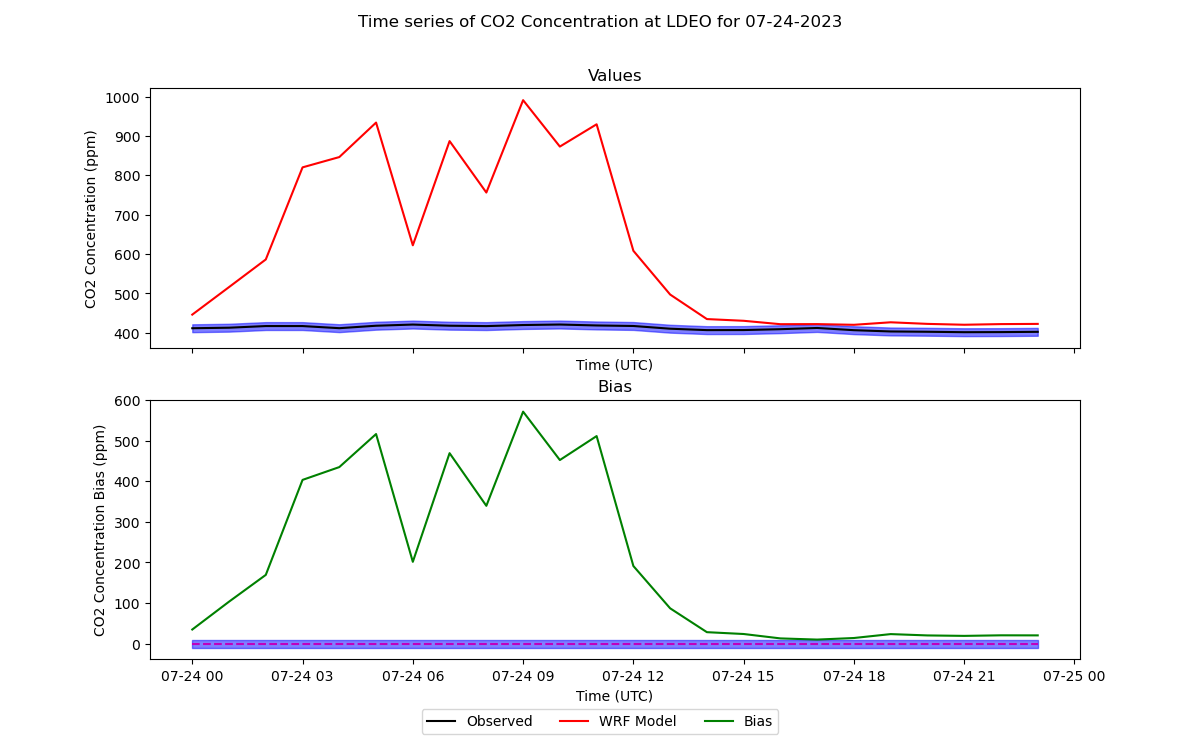 Time series of CO2 Concentration at LDEO for 07-24-2023
Values
CO2 Concentration (ppm)
1000
900
800
700
600
500
400
Time (UTC)
Bias
CO2 Concentration Bias (ppm)
600
500
400
300
200
100
0
07-24 00 07-24 03 07-24 06 07-24 09 07-24 12 07-24 15 07-24 18 07-24 21 07-25 00
Time (UTC)
Observed WRF Model Bias